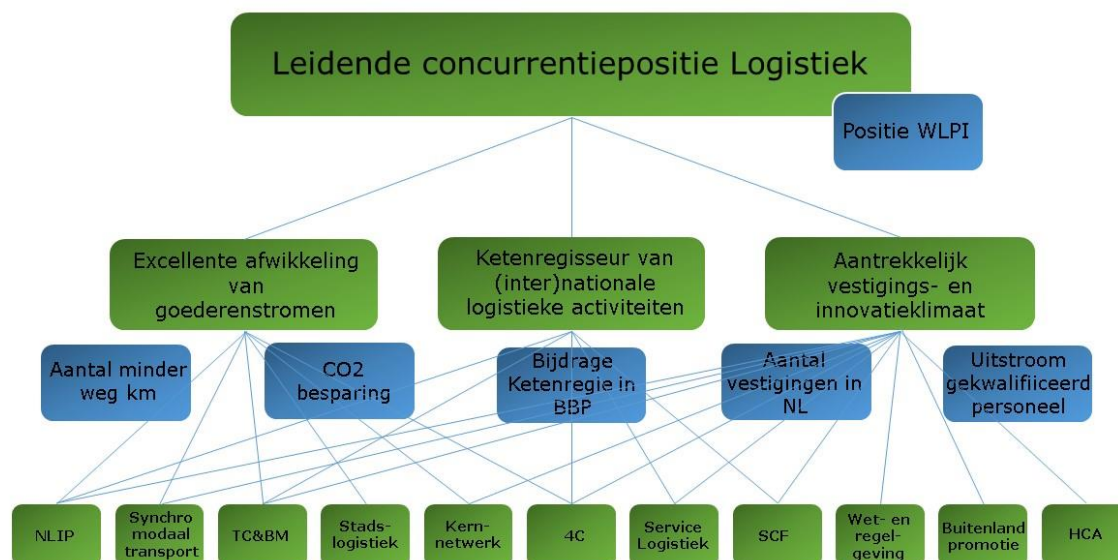 Leidende concurrentiepositie Logistiek
Positie WLPI
Excellente afwikkeling
van
goederenstromen
Ketenregisseur van
(inter)nationale
logistieke activiteiten
Aantrekkelijk
vestigings- en
innovatieklimaat
Aantal minder
weg km
CO2
besparing
Bijdrage
Ketenregie in
BBP
Aantal
vestigingen in
NL
Uitstroom
gekwalifiiceerd
personeel
NLIP
Synchro
modaal
transport
TC&BM
Stads-
logistiek
Kern-
netwerk
4C
Service
Logistiek
SCF
Wet- en
regel-
geving
Buitenland
promotie
HCA